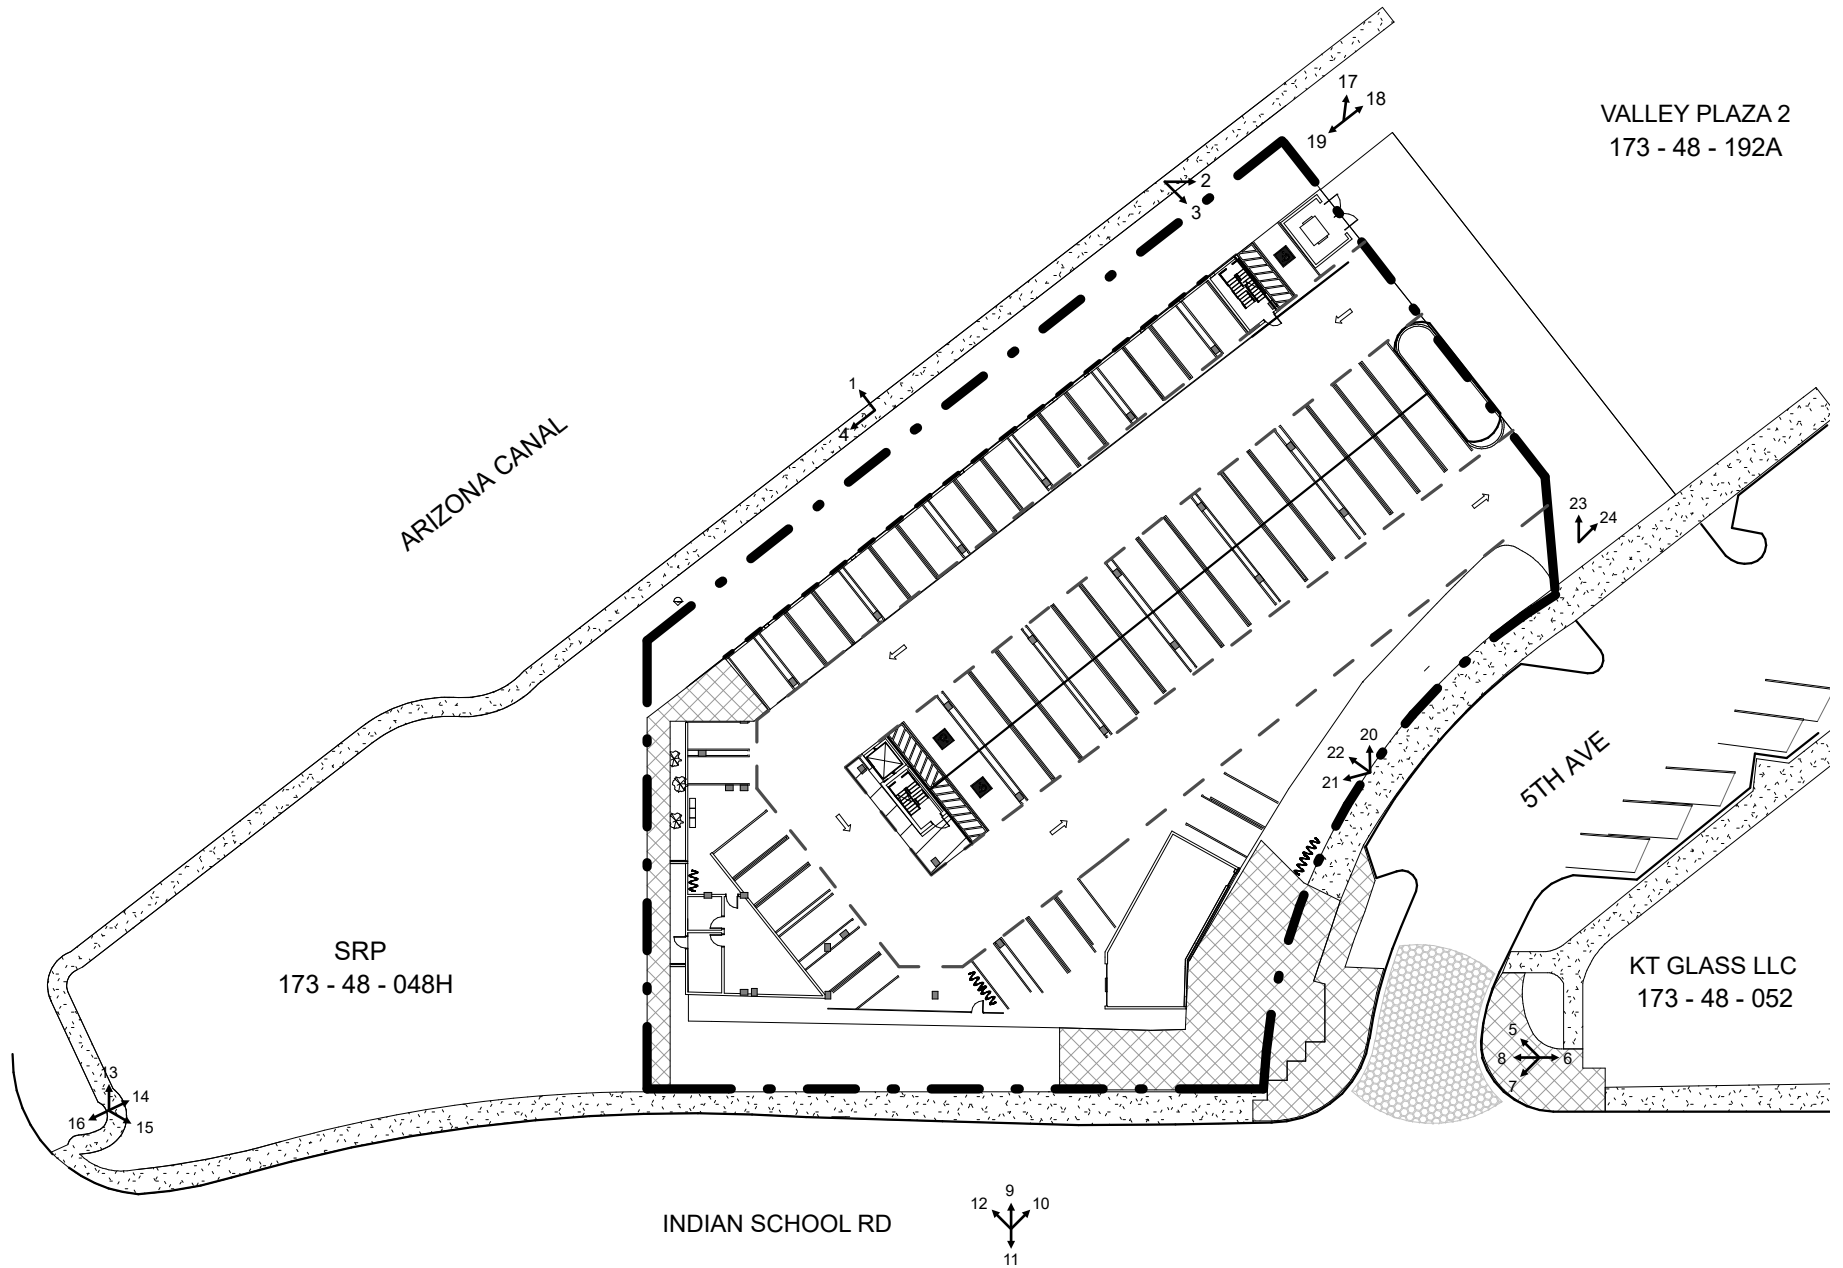 17
18
VALLEY PLAZA 2
173 - 48 - 192A
19
2
3
1
4
ARIZONA CANAL
23
24
20
22
21
5TH AVE
SRP
173 - 48 - 048H
KT GLASS LLC
173 - 48 - 052
5
8
6
7
13
14
16
15
9
12
10
INDIAN SCHOOL RD
11